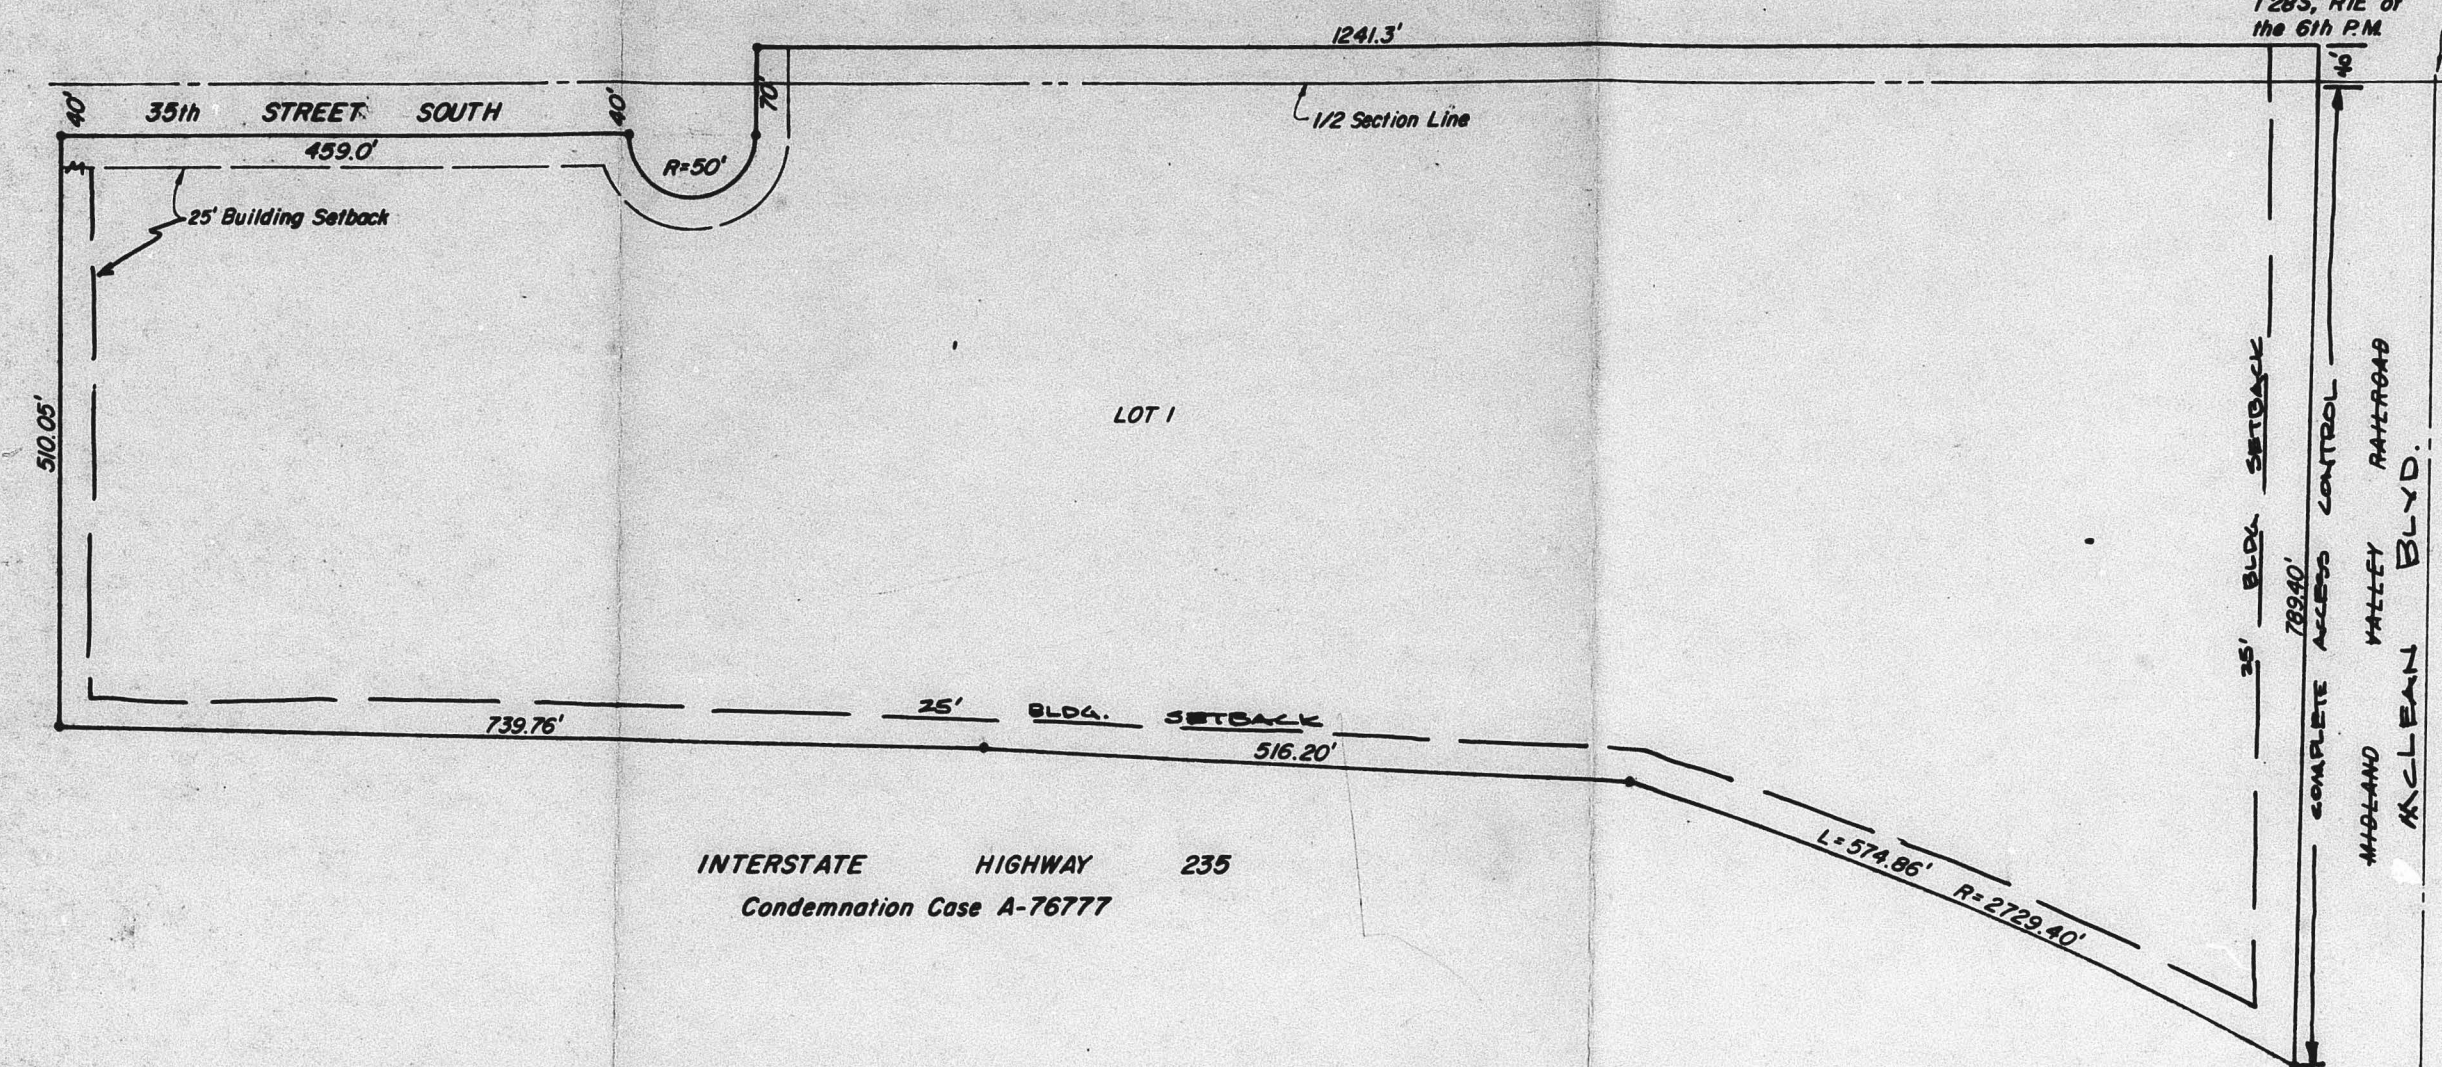 T28S, R1E of
the 6th P.M.
1241.3'
40'
40'
35th STREET SOUTH
40'
70'
1/2 Section Line
459.0'
R=50'
25' Building Setback
510.05'
LOT 1
25' BLDG SETBACK
789.40'
COMPLETE ACCESS CONTROL
MIDLAND VALLEY RAILROAD
McLEAN BLVD.
25' BLDG. SETBACK
739.76'
516.20'
L=574.86' R=2729.40'
INTERSTATE HIGHWAY 235
Condemnation Case A-76777